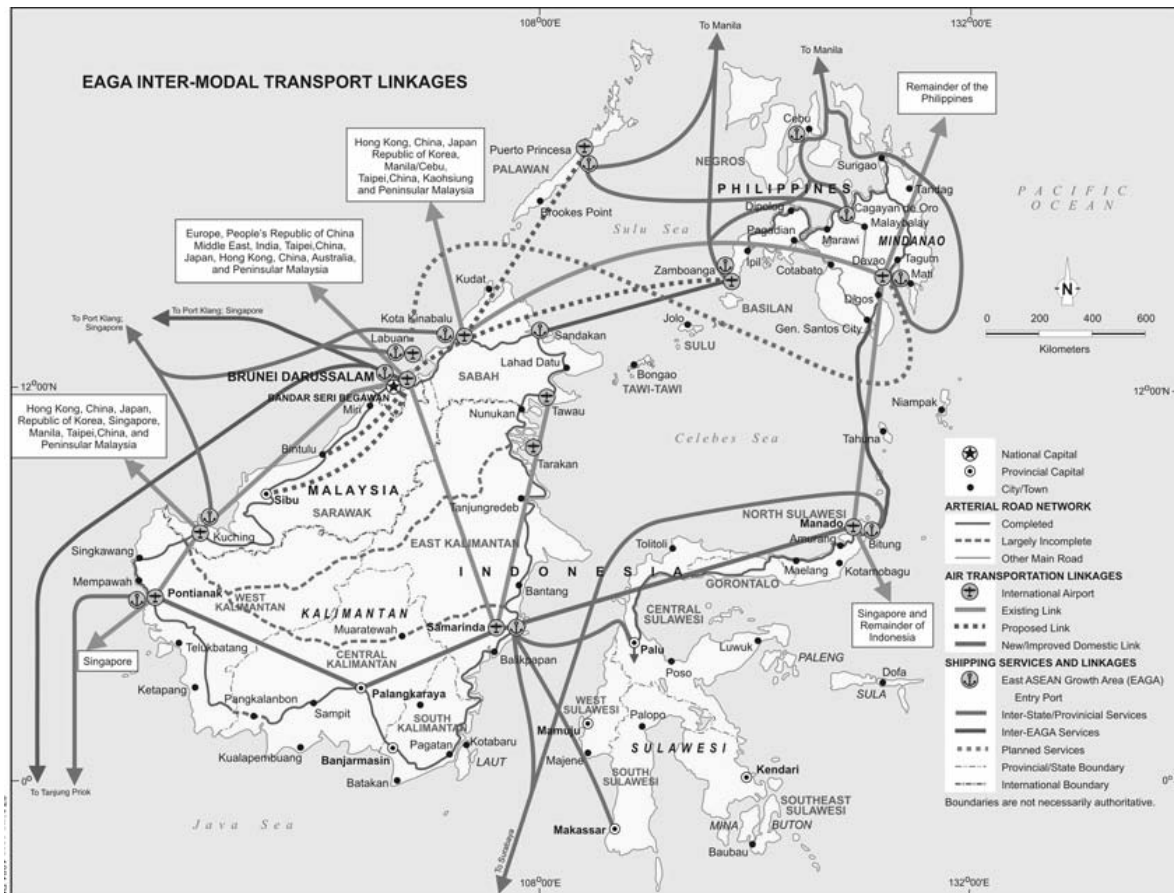 108°00'E
132°00'E
To Manila
To Manila
EAGA INTER-MODAL TRANSPORT LINKAGES
Remainder of the
Philippines
Hong Kong, China, Japan
Republic of Korea,
Manila/Cebu,
Taipei,China, Kaohsiung
and Peninsular Malaysia
Puerto Princesa
PALAWAN
Brookes Point
Cebu
NEGROS
Surigao
PHILIPPINES
Tandag
PACIFIC
OCEAN
Dipolog
Cagayan de Oro
Malaybalay
Pagadian
Marawi
MINDANAO
Sulu Sea
Europe, People's Republic of China
Middle East, India, Taipei,China,
Japan, Hong Kong, China, Australia,
and Peninsular Malaysia
Zamboanga
Ipil
Cotabato
Davao
Tagum
Mati
Kudat
BASILAN
Digos
N
To Port Klang; Singapore
To Port Klang;
Singapore
Kota Kinabalu
Labuan
Sandakan
Jolo
SULU
Gen. Santos City
0 200 400 600
Kilometers
Lahad Datu
Bongao
TAWI-TAWI
BRUNEI DARUSSALAM
SABAH
12°00'N
12°00'N
BANDAR SERI BEGAWAN
Miri
Nunukan
Tawau
Niampak
Hong Kong, China, Japan,
Republic of Korea, Singapore,
Manila, Taipei,China, and
Peninsular Malaysia
Bintulu
Tarakan
Celebes Sea
Tahuna
Sibu
MALAYSIA
SARAWAK
Tanjungredeb
Kuching
EAST KALIMANTAN
NORTH SULAWESI
Manado
Bitung
Singkawang
Tolitoli
Amurang
Maelang
Kotamobagu
INDONESIA
GORONTALO
Mempawah
Pontianak
WEST
KALIMANTAN
KALIMANTAN
Bantang
Muaratewah
Samarinda
CENTRAL
SULAWESI
Singapore and
Remainder of
Indonesia
Singapore
Telukbatang
CENTRAL
KALIMANTAN
Balikpapan
Palu
Luwuk
PALENG
Poso
Dofa
SULA
Ketapang
Palangkaraya
Pangkalanbon
Sampit
SOUTH
KALIMANTAN
WEST
SULAWESI
Mamuju
Palopo
Kualapembuang
Pagatan
Kotabaru
LAUT
Majene
SULAWESI
Banjarmasin
Batakan
SOUTH
SULAWESI
Kendari
0°
0°
To Tanjung Priok
SOUTHEAST
SULAWESI
Java Sea
To Surabaya
Makassar
MINA
BUTON
Baubau
108°00'E
132°00'E
National Capital
Provincial Capital
City/Town
ARTERIAL ROAD NETWORK
Completed
Largely Incomplete
Other Main Road
AIR TRANSPORTATION LINKAGES
International Airport
Existing Link
Proposed Link
New/Improved Domestic Link
SHIPPING SERVICES AND LINKAGES
East ASEAN Growth Area (EAGA)
Entry Port
Inter-State/Provinicial Services
Inter-EAGA Services
Planned Services
Provincial/State Boundary
International Boundary
Boundaries are not necessarily authoritative.